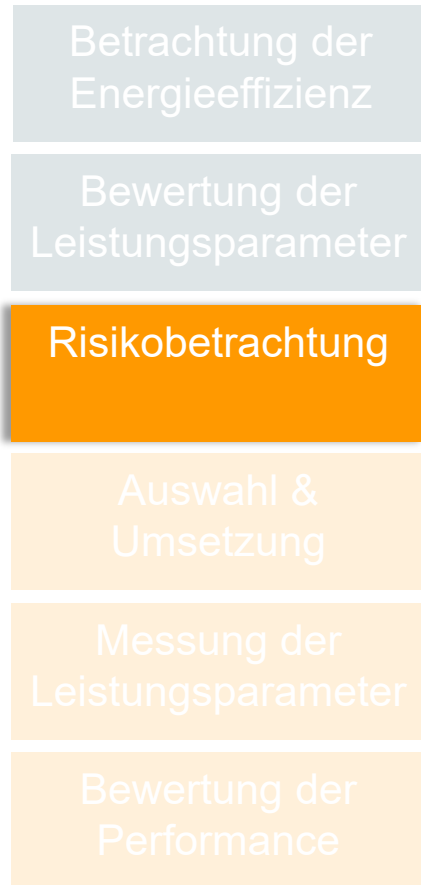 Betrachtung der
Energieeffizienz
Bewertung der
Leistungsparameter
Risikobetrachtung
Auswahl &
Umsetzung
Messung der
Leistungsparameter
Bewertung der
Performance